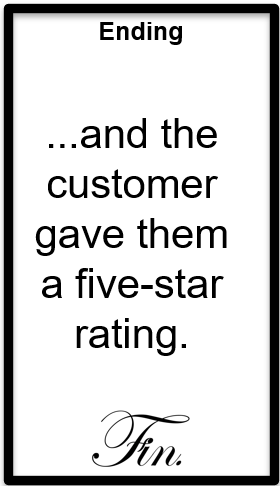 Ending
...and the
customer
gave them
a five-star
rating.
Fin.